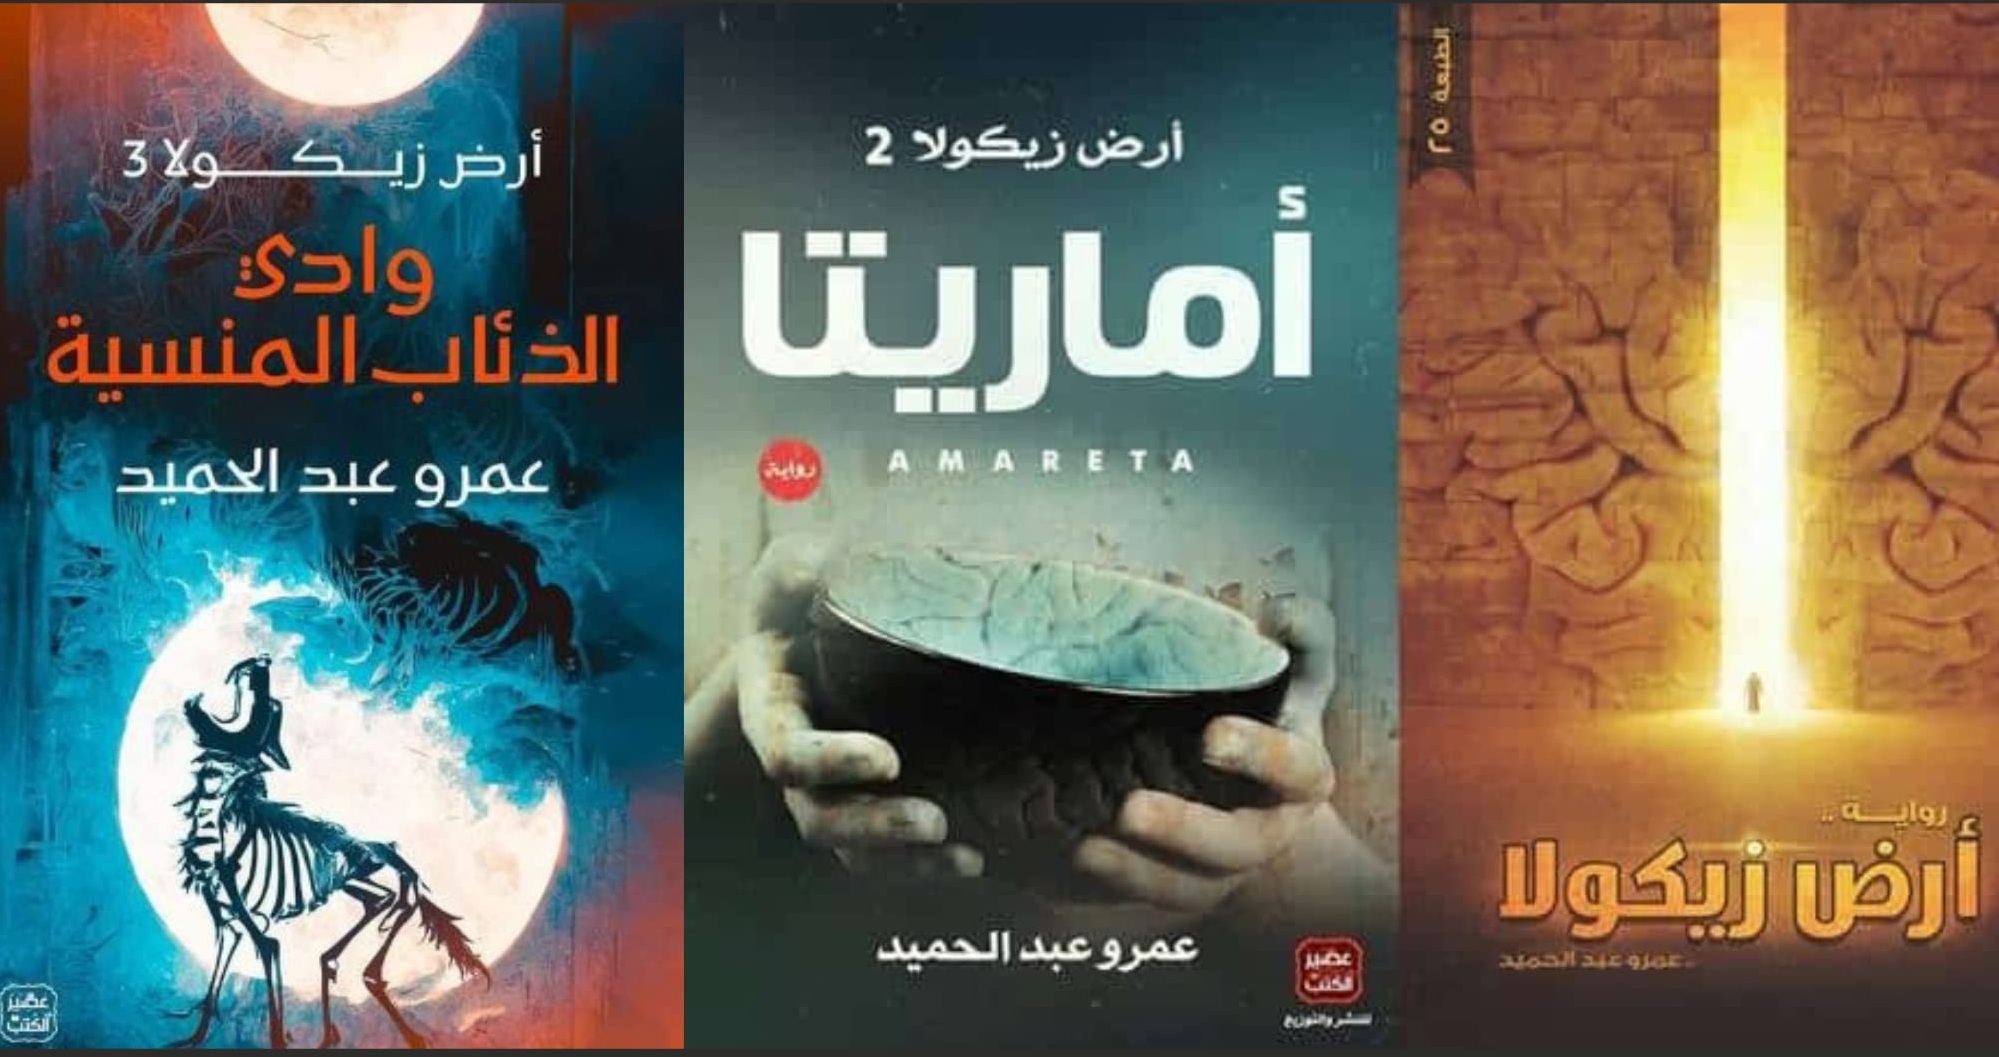 الطبعة ٢٥
رواية ..
أرض زيكولا
عمرو عبد الحميد ..
أرض زيكولا 2
أماريتا
AMARETA
رواية
عمرو عبد الحميد
عصير
الكتب
للنشر والتوزيع
أرض زيكولا 3
وادي
الذئاب المنسية
عمرو عبد الحميد
عصير
الكتب